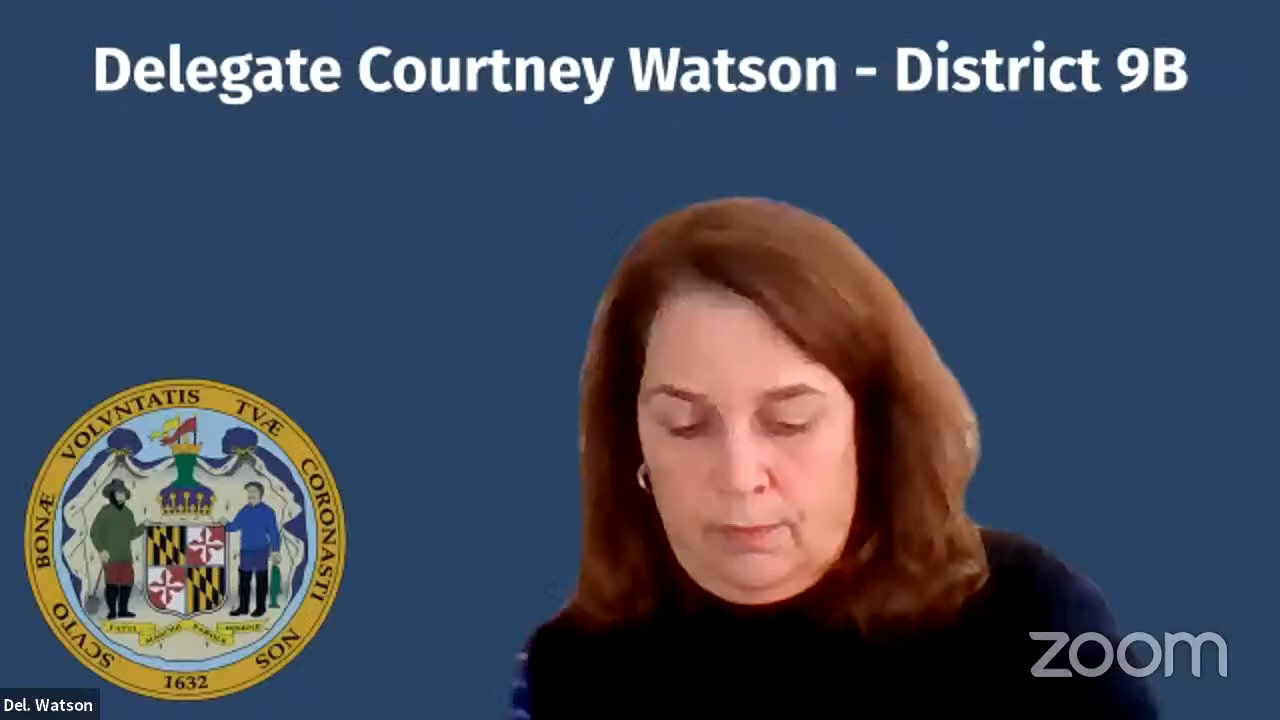 Delegate Courtney Watson - District 9B
SCVTO BONÆ VOLVNTATIS TVÆ CORONASTI NOS
1632
zoom
Del. Watson